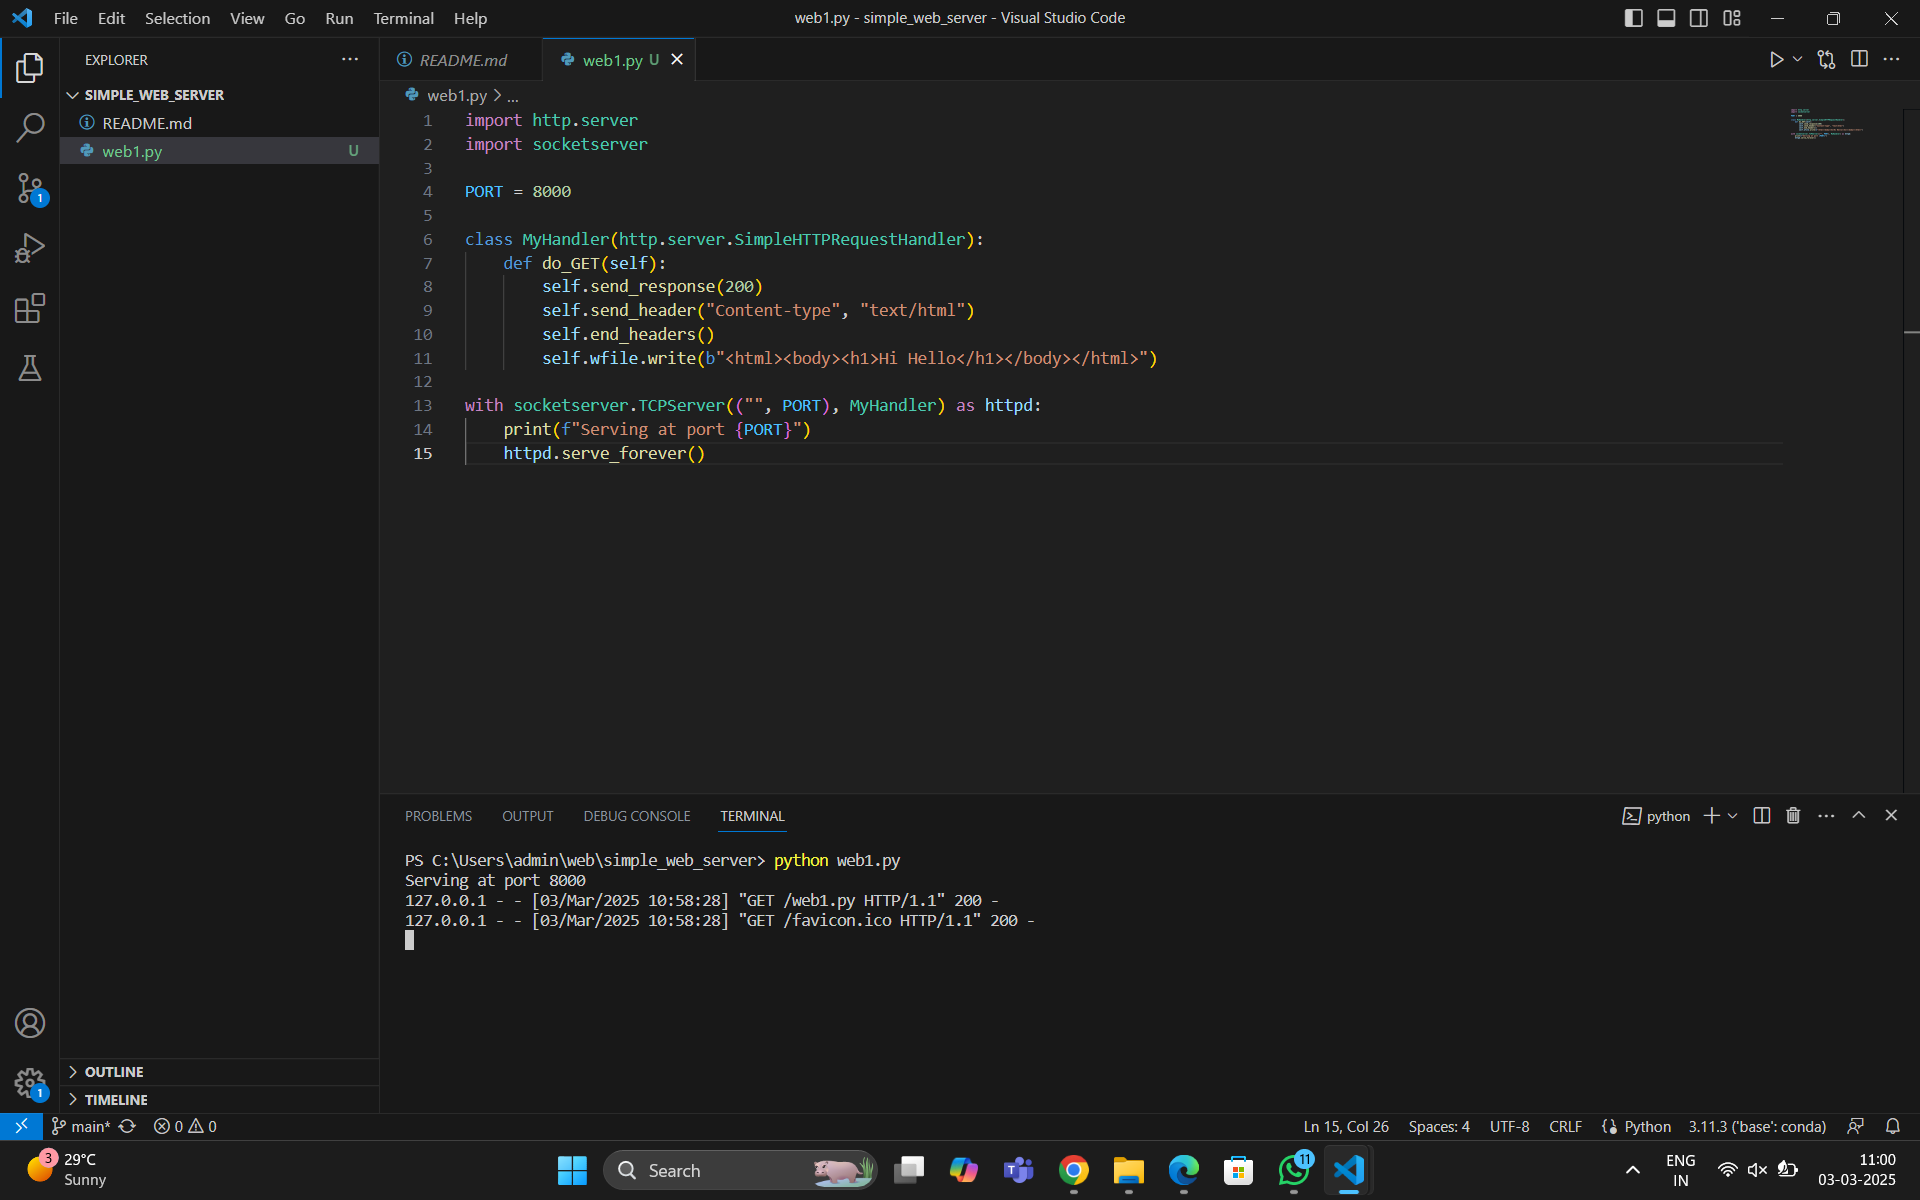 File Edit Selection View Go Run Terminal Help
web1.py - simple_web_server - Visual Studio Code
EXPLORER
SIMPLE_WEB_SERVER
README.md
web1.py U
1
OUTLINE
TIMELINE
1
README.md
web1.py U
web1.py > ...
1 import http.server
2 import socketserver
3
4 PORT = 8000
5
6 class MyHandler(http.server.SimpleHTTPRequestHandler):
7     def do_GET(self):
8         self.send_response(200)
9         self.send_header("Content-type", "text/html")
10         self.end_headers()
11         self.wfile.write(b"<html><body><h1>Hi Hello</h1></body></html>")
12
13 with socketserver.TCPServer(("", PORT), MyHandler) as httpd:
14     print(f"Serving at port {PORT}")
15     httpd.serve_forever()
PROBLEMS OUTPUT DEBUG CONSOLE TERMINAL
python
PS C:\Users\admin\web\simple_web_server> python web1.py
Serving at port 8000
127.0.0.1 - - [03/Mar/2025 10:58:28] "GET /web1.py HTTP/1.1" 200 -
127.0.0.1 - - [03/Mar/2025 10:58:28] "GET /favicon.ico HTTP/1.1" 200 -
main* 0 0
Ln 15, Col 26 Spaces: 4 UTF-8 CRLF Python 3.11.3 ('base': conda)
3
29°C
Sunny
Search
11
ENG
IN
11:00
03-03-2025